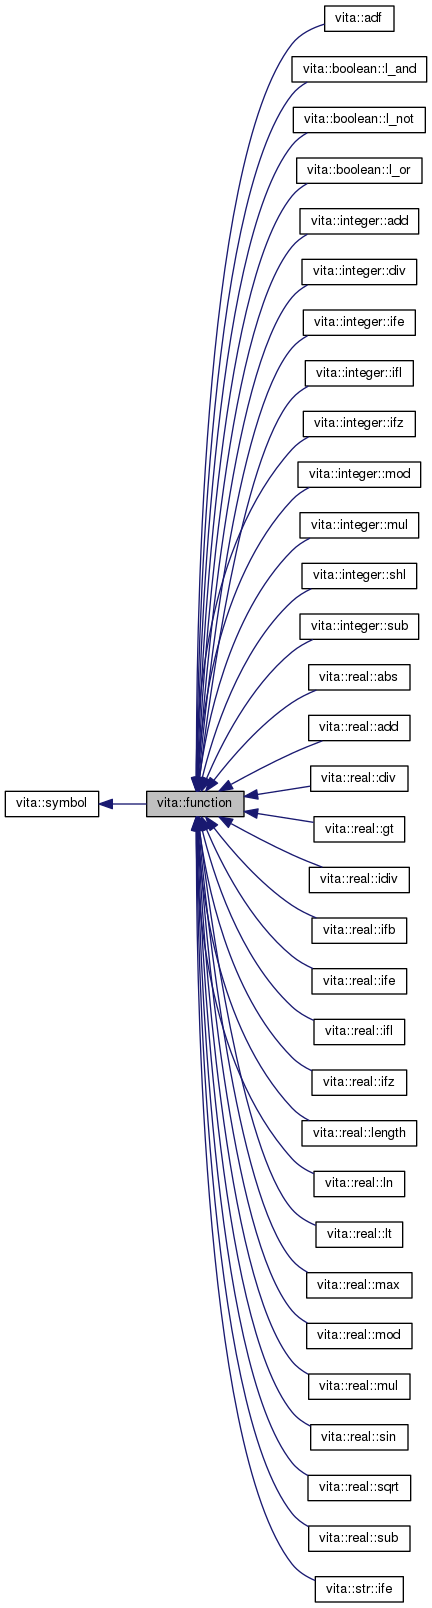 vita::adf
vita::boolean::l_and
vita::boolean::l_not
vita::boolean::l_or
vita::integer::add
vita::integer::div
vita::integer::ife
vita::integer::ifl
vita::integer::ifz
vita::integer::mod
vita::integer::mul
vita::integer::shl
vita::integer::sub
vita::real::abs
vita::real::add
vita::real::div
vita::symbol
vita::function
vita::real::gt
vita::real::idiv
vita::real::ifb
vita::real::ife
vita::real::ifl
vita::real::ifz
vita::real::length
vita::real::ln
vita::real::lt
vita::real::max
vita::real::mod
vita::real::mul
vita::real::sin
vita::real::sqrt
vita::real::sub
vita::str::ife